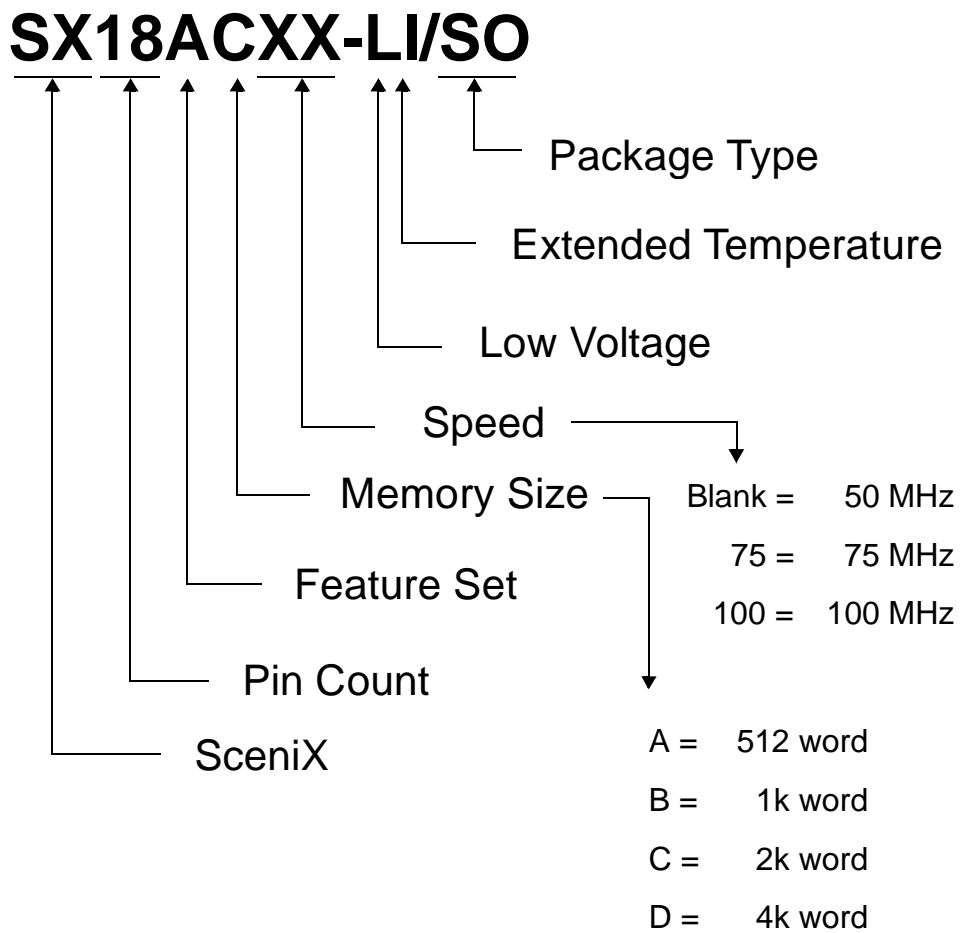 SX18ACXX-LI/SO
Package Type
Extended Temperature
Low Voltage
Speed
Memory Size
Blank = 50 MHz
75 = 75 MHz
100 = 100 MHz
Feature Set
Pin Count
SceniX
A = 512 word
B = 1k word
C = 2k word
D = 4k word